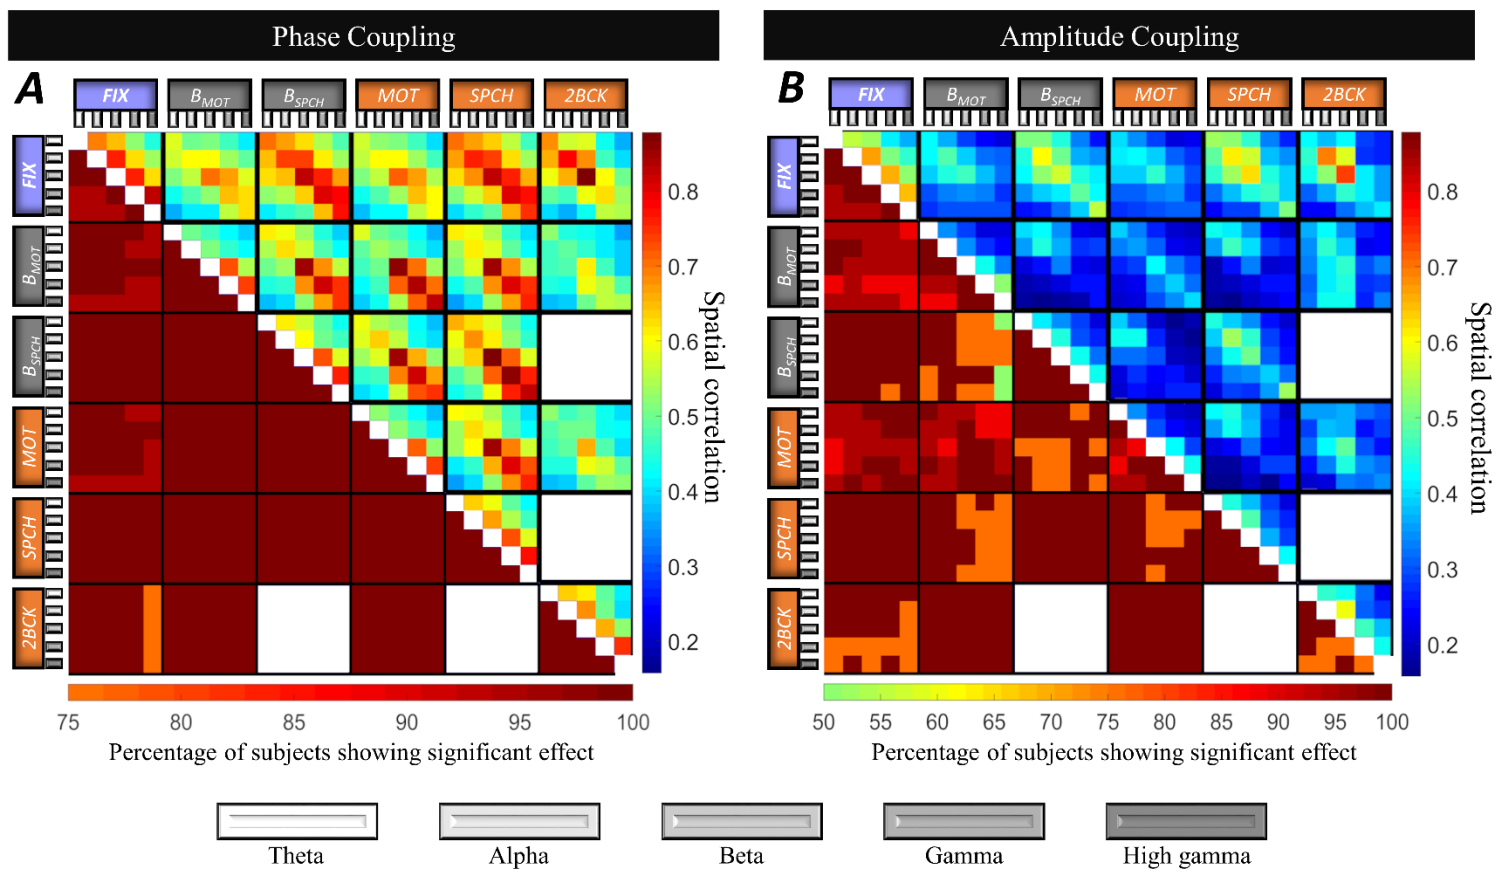 Phase Coupling
Amplitude Coupling
A
FIX
BMOT
BSPCH
MOT
SPCH
2BCK
B
FIX
BMOT
BSPCH
MOT
SPCH
2BCK
FIX
BMOT
BSPCH
MOT
SPCH
2BCK
0.8
0.7
0.6
0.5
0.4
0.3
0.2
Spatial correlation
FIX
BMOT
BSPCH
MOT
SPCH
2BCK
0.8
0.7
0.6
0.5
0.4
0.3
0.2
Spatial correlation
75 80 85 90 95 100
Percentage of subjects showing significant effect
50 55 60 65 70 75 80 85 90 95 100
Percentage of subjects showing significant effect
Theta
Alpha
Beta
Gamma
High gamma